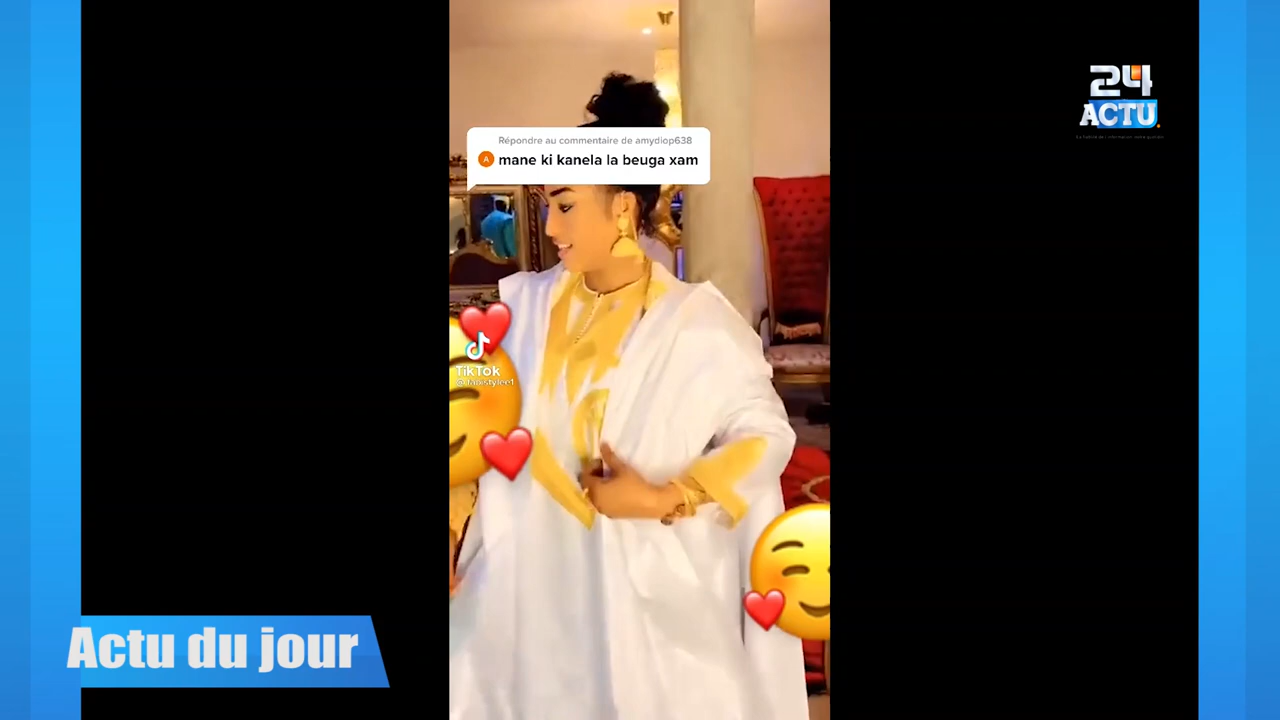 24
ACTU.
Répondre au commentaire de amydiop638
A mane ki kanela la beuga xam
TikTok
Actu du jour